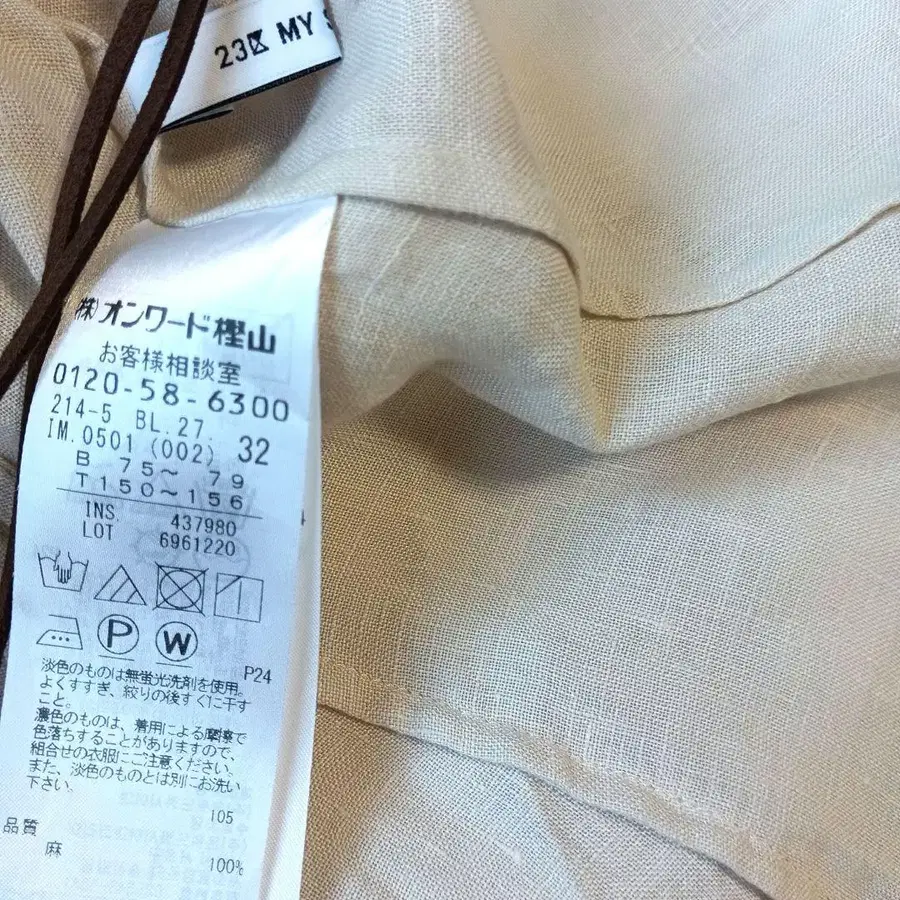 23区 MY S
(株)オンワード樫山
お客様相談室
0120-58-6300
214-5 BL.27.
IM.0501 (002) 32
B 75～ 79
T150～156
INS. 437980
LOT 6961220
P
W
P24
淡色のものは無蛍光洗剤を使用。
よくすすぎ、絞りの後すぐに干す
こと。
濃色のものは、着用による摩擦で
色落ちすることがありますので、
組合せの衣服にご注意ください。
また、淡色のものとは別にお洗い
下さい。
105
品質
麻 100%